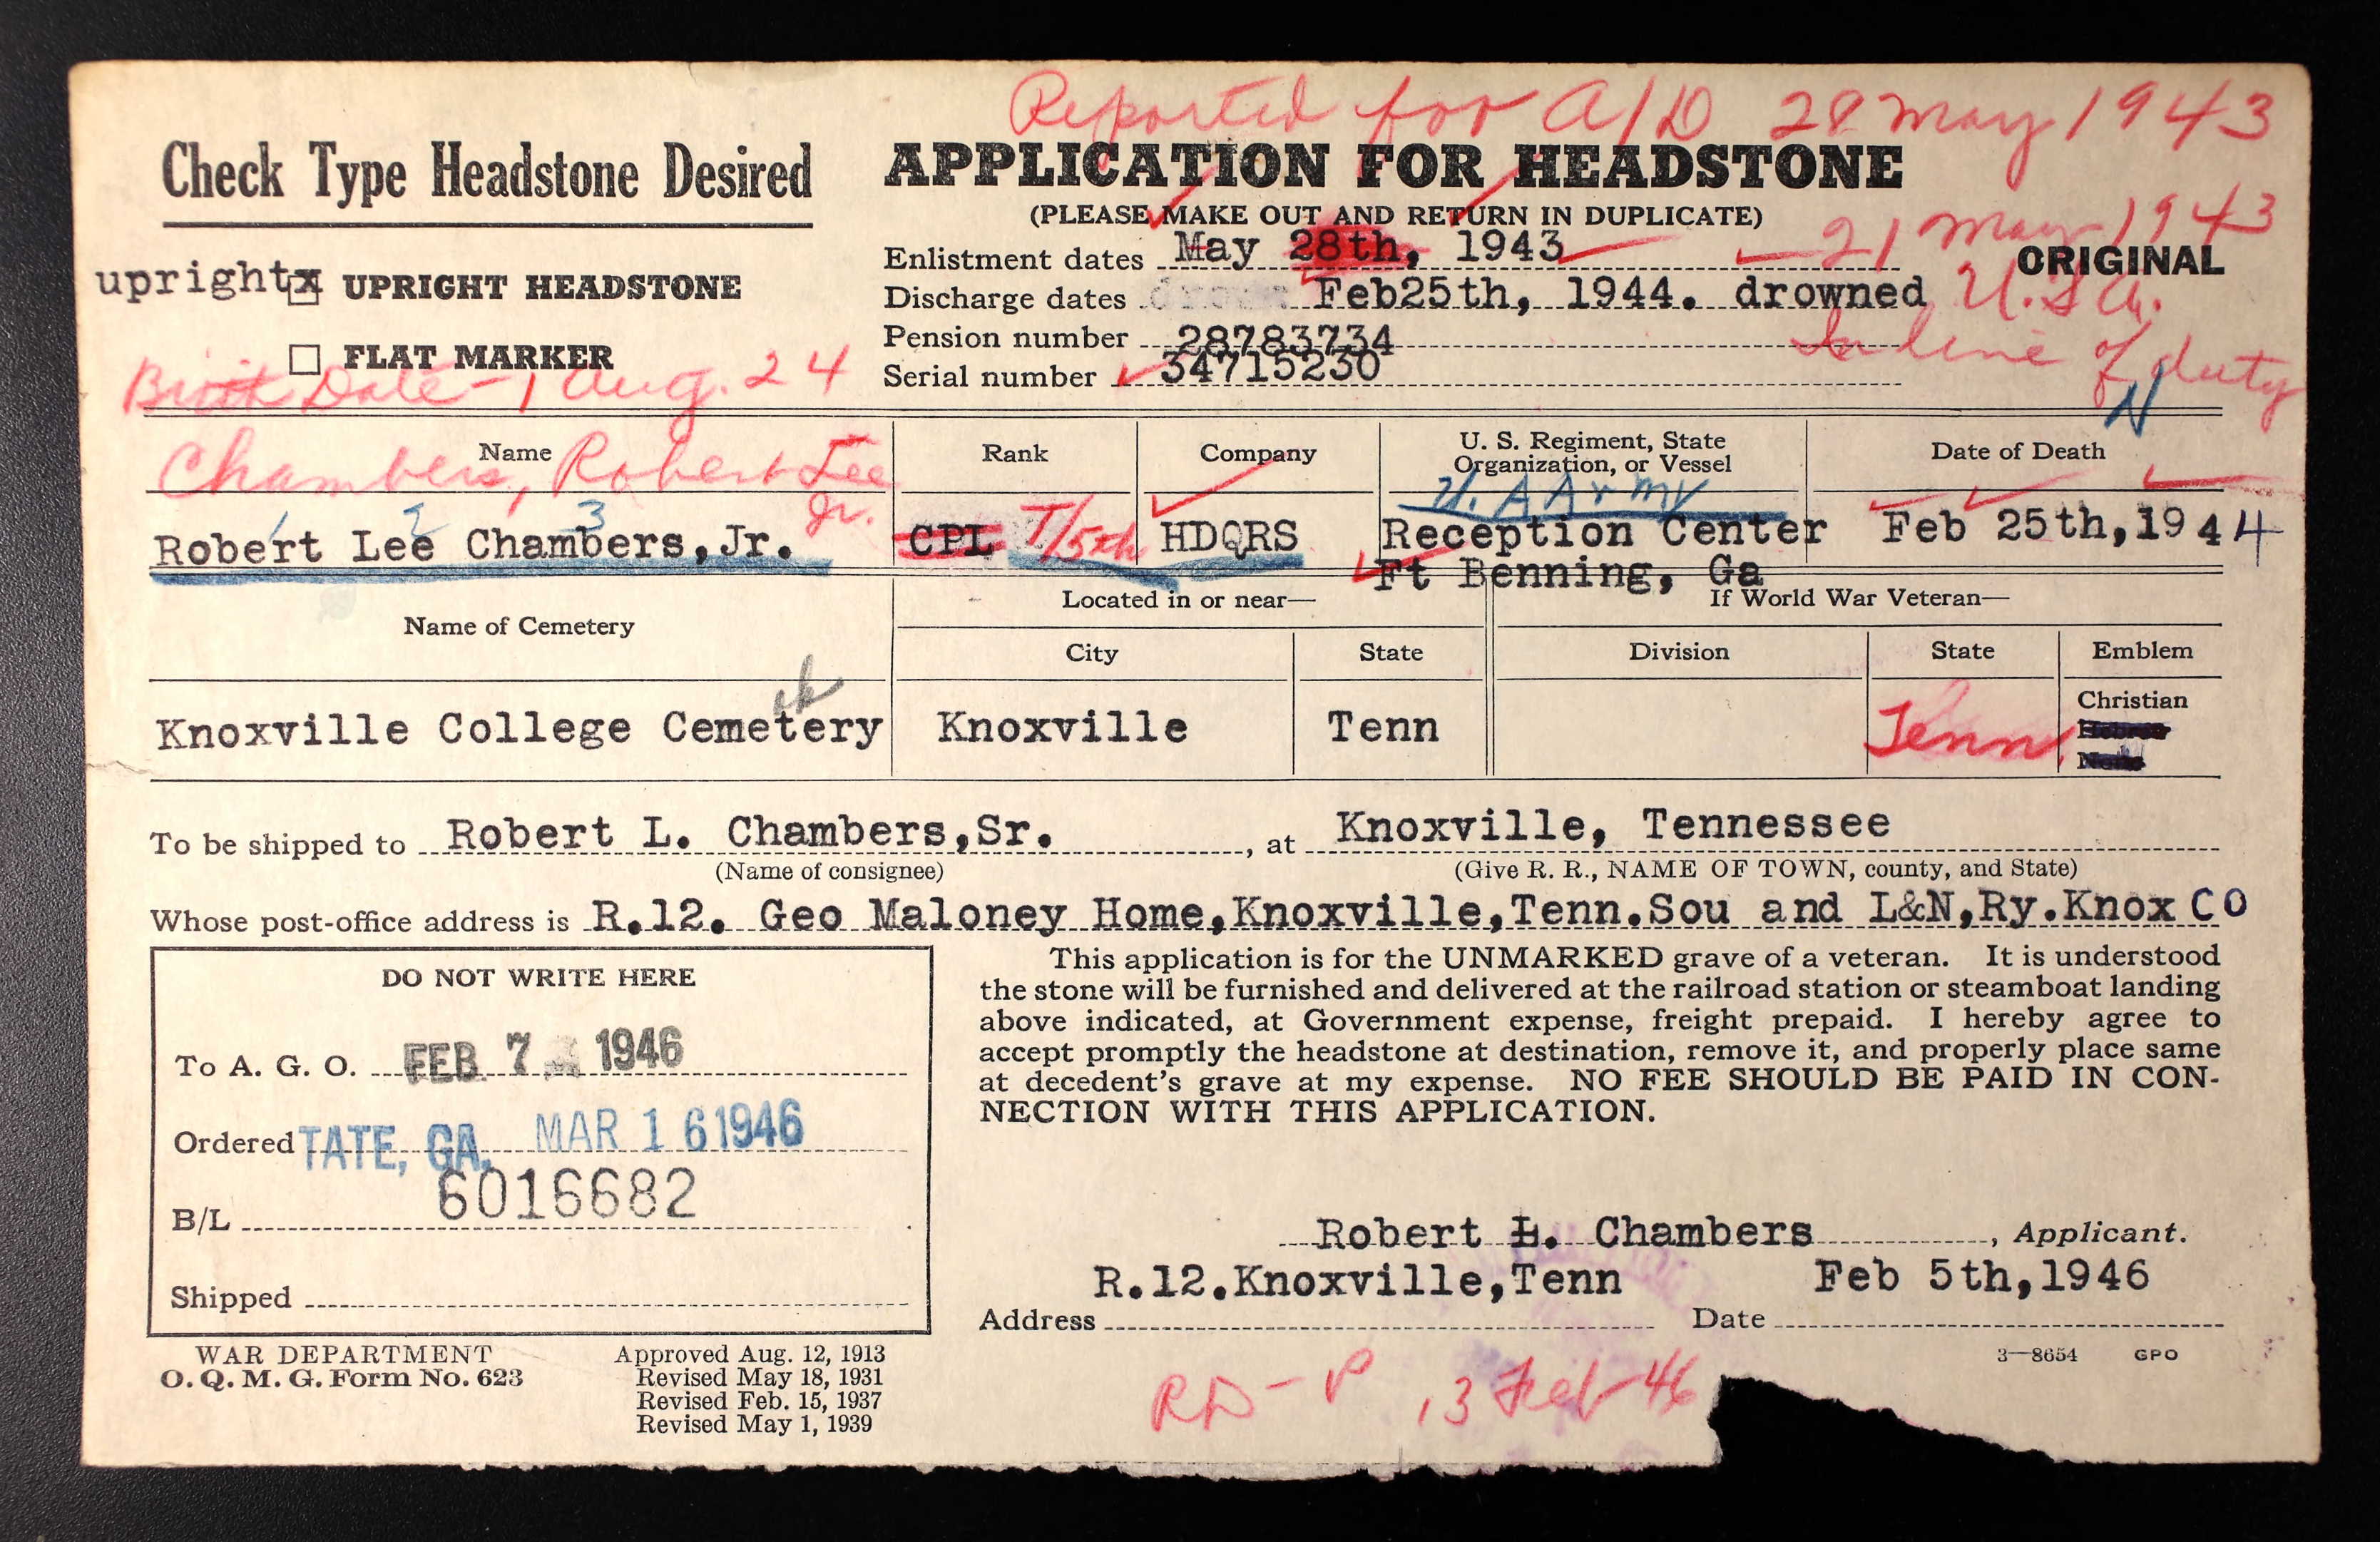 Reported for A/D 28 May 1943
Check Type Headstone Desired
APPLICATION FOR HEADSTONE
(PLEASE MAKE OUT AND RETURN IN DUPLICATE)
Enlistment dates May 28th, 1943 21 May 1943
ORIGINAL
uprightx UPRIGHT HEADSTONE
Discharge dates Feb25th, 1944. drowned U.S.A.
Pension number 28783734 In line of duty
FLAT MARKER
Serial number 34715230
Birth Date - 1 Aug. 24
N
Name
Rank
Company
U. S. Regiment, State Organization, or Vessel
Date of Death
Chambers, Robert Lee Jr.
U. A Army
1 2 3
Robert Lee Chambers, Jr.
CPL T/5th
HDQRS
Reception Center
Ft Benning, Ga
Feb 25th, 1944
Name of Cemetery
Located in or near—
If World War Veteran—
City
State
Division
State
Emblem
ok
Knoxville College Cemetery
Knoxville
Tenn
Tenn
Christian
Hebrew
None
To be shipped to Robert L. Chambers,Sr. , at Knoxville, Tennessee
(Name of consignee) (Give R. R., NAME OF TOWN, county, and State)
Whose post-office address is R.12. Geo Maloney Home,Knoxville,Tenn.Sou and L&N,Ry.Knox CO
DO NOT WRITE HERE
To A. G. O. FEB 7 1946
Ordered TATE, GA. MAR 16 1946
B/L 6016682
Shipped
This application is for the UNMARKED grave of a veteran. It is understood
the stone will be furnished and delivered at the railroad station or steamboat landing
above indicated, at Government expense, freight prepaid. I hereby agree to
accept promptly the headstone at destination, remove it, and properly place same
at decedent's grave at my expense. NO FEE SHOULD BE PAID IN CON-
NECTION WITH THIS APPLICATION.
Robert L. Chambers , Applicant.
R.12.Knoxville,Tenn Feb 5th,1946
Address Date
WAR DEPARTMENT
O. Q. M. G. Form No. 623
Approved Aug. 12, 1913
Revised May 18, 1931
Revised Feb. 15, 1937
Revised May 1, 1939
3—8654 GPO
RD - P 13 Feb 46